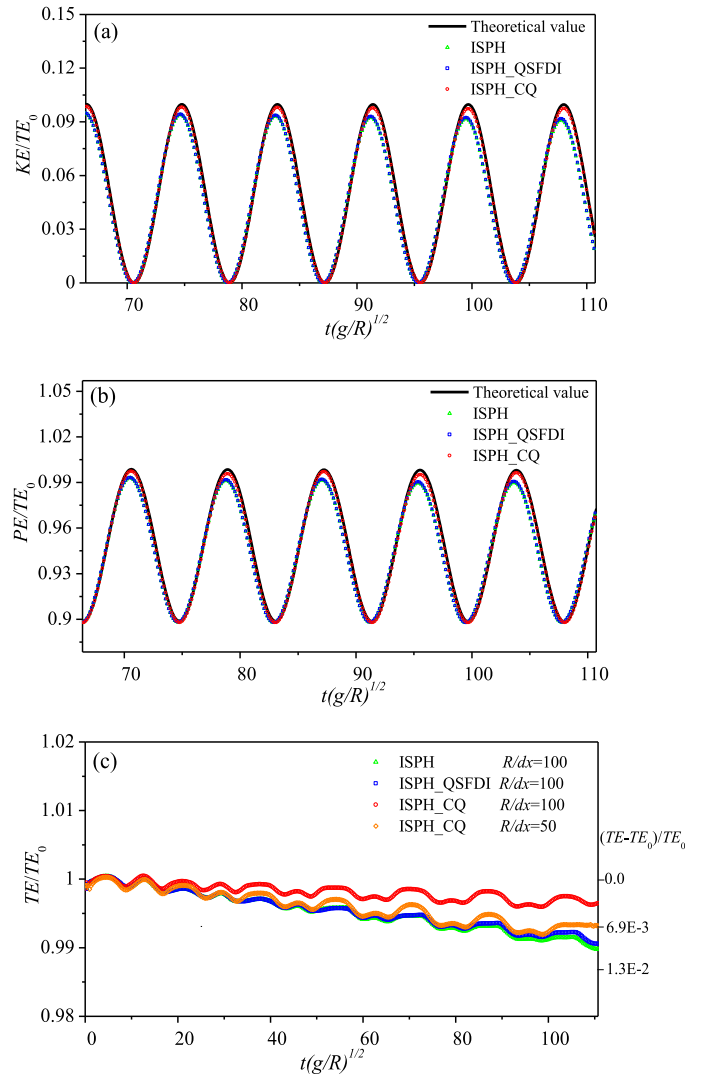 (a)
Theoretical value
ISPH
ISPH_QSFDI
ISPH_CQ
0.15
0.12
0.09
0.06
0.03
0
KE/TE0
70 80 90 100 110
t(g/R)^1/2
(b)
Theoretical value
ISPH
ISPH_QSFDI
ISPH_CQ
1.05
1.02
0.99
0.96
0.93
0.9
PE/TE0
70 80 90 100 110
t(g/R)^1/2
(c)
ISPH R/dx=100
ISPH_QSFDI R/dx=100
ISPH_CQ R/dx=100
ISPH_CQ R/dx=50
1.02
1.01
1
0.99
0.98
TE/TE0
(TE-TE0)/TE0
0.0
6.9E-3
1.3E-2
0 20 40 60 80 100
t(g/R)^1/2